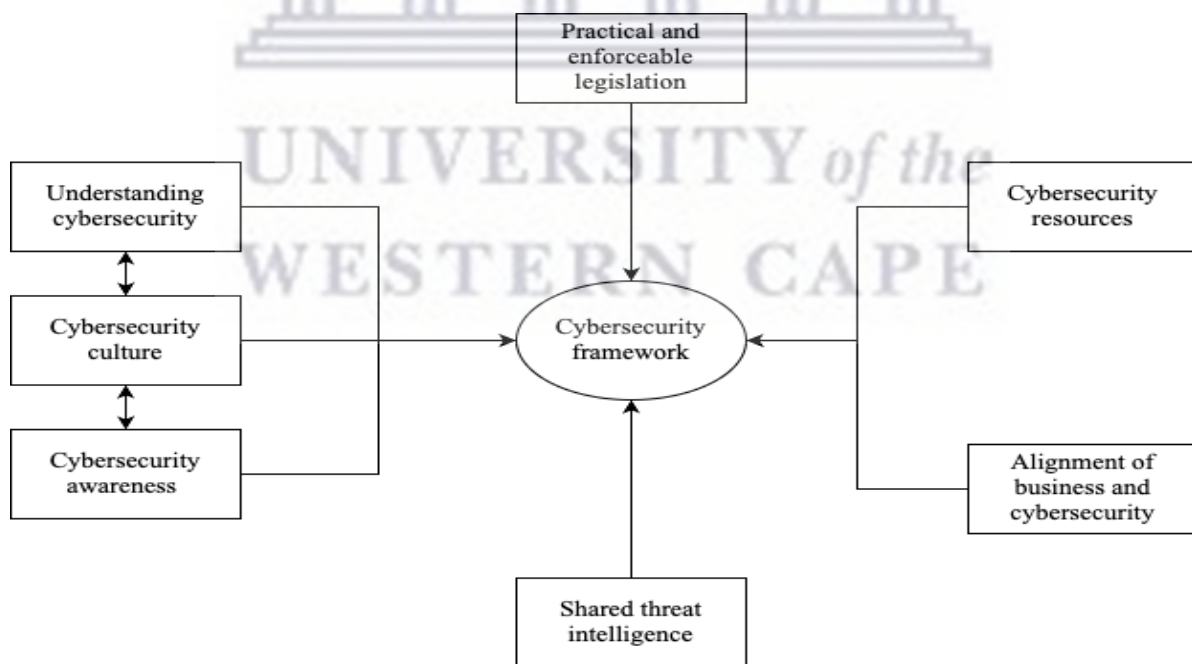 Practical and
enforceable
legislation
UNIVERSITY of the
WESTERN CAPE
Understanding
cybersecurity
Cybersecurity
resources
Cybersecurity
culture
Cybersecurity
framework
Cybersecurity
awareness
Alignment of
business and
cybersecurity
Shared threat
intelligence